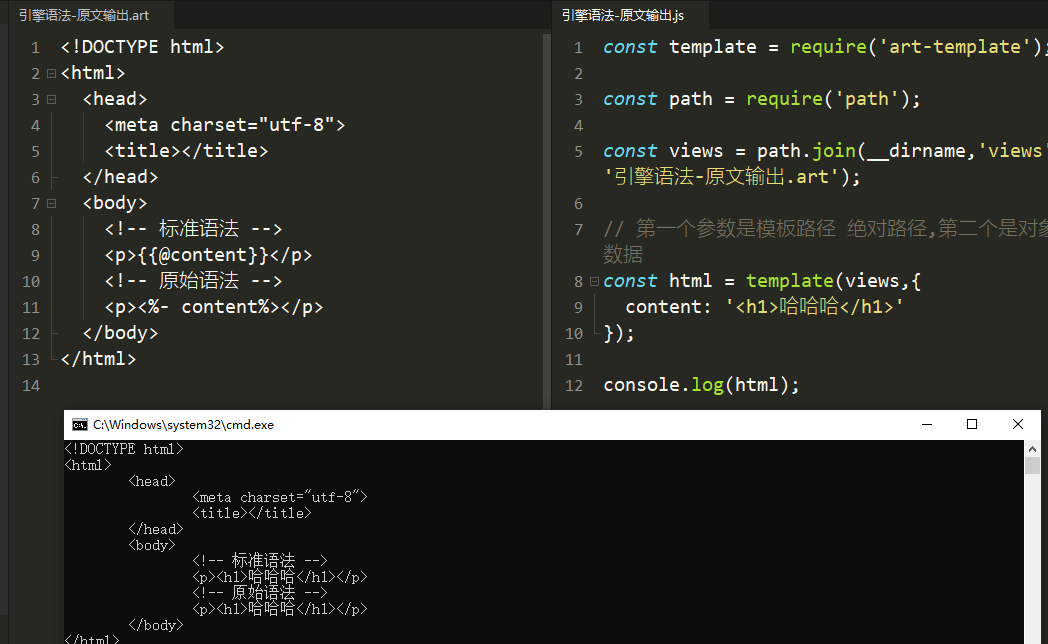 引擎语法-原文输出.art
1 <!DOCTYPE html>
2 <html>
3 <head>
4 <meta charset="utf-8">
5 <title></title>
6 </head>
7 <body>
8 <!-- 标准语法 -->
9 <p>{{@content}}</p>
10 <!-- 原始语法 -->
11 <p><%- content%></p>
12 </body>
13 </html>
14
引擎语法-原文输出.js
1 const template = require('art-template');
2
3 const path = require('path');
4
5 const views = path.join(__dirname,'views'
'引擎语法-原文输出.art');
6
7 // 第一个参数是模板路径 绝对路径,第二个是对象
数据
8 const html = template(views,{
9 content: '<h1>哈哈哈</h1>'
10 });
11
12 console.log(html);
C:\Windows\system32\cmd.exe
<!DOCTYPE html>
<html>
<head>
<meta charset="utf-8">
<title></title>
</head>
<body>
<!-- 标准语法 -->
<p><h1>哈哈哈</h1></p>
<!-- 原始语法 -->
<p><h1>哈哈哈</h1></p>
</body>
</html>